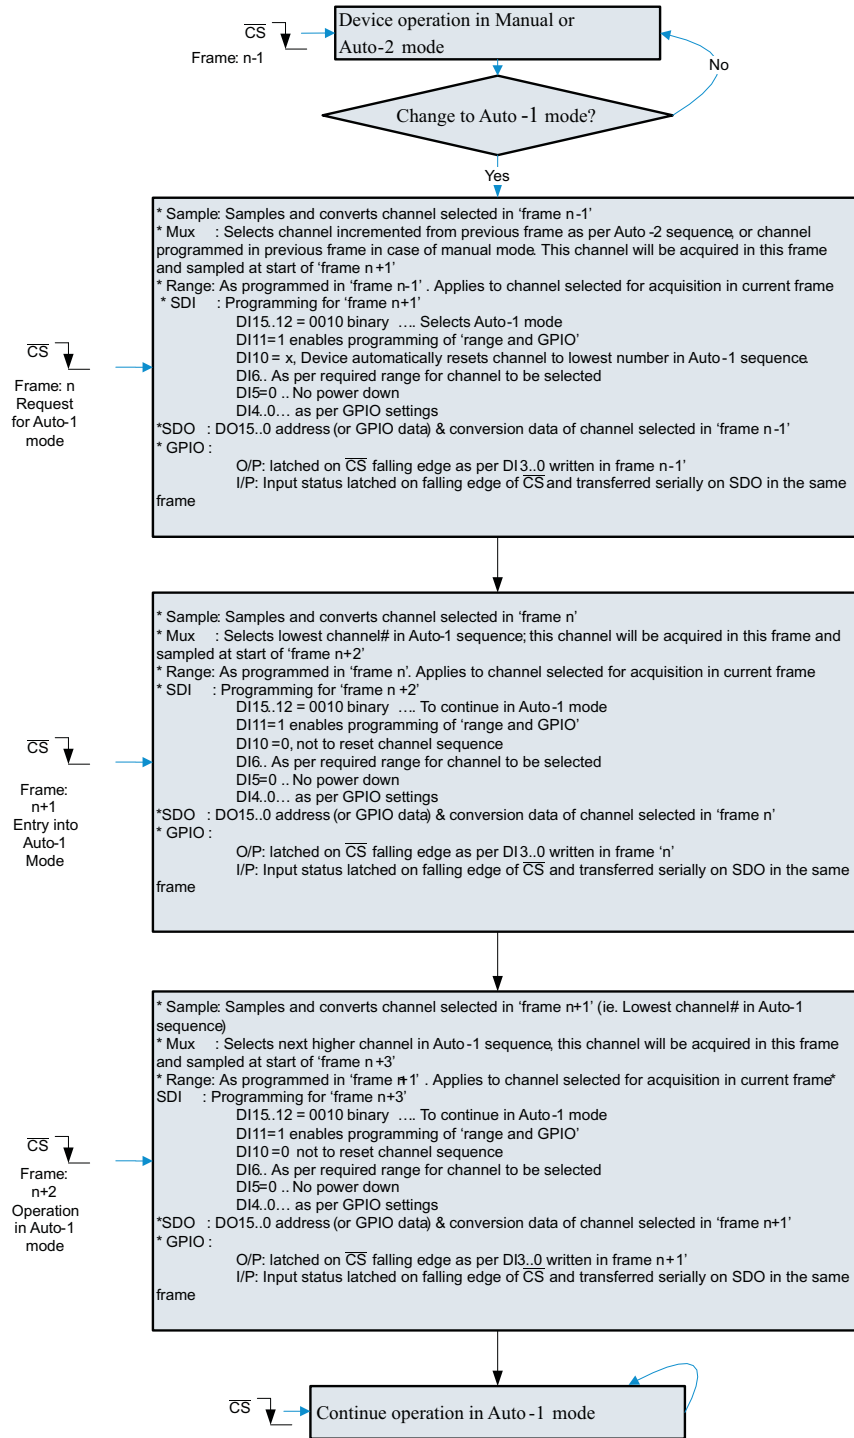 Device operation in Manual or
Auto-2 mode
CS
Frame: n-1
No
Change to Auto -1 mode?
Yes
* Sample: Samples and converts channel selected in ‘frame n-1’
* Mux : Selects channel incremented from previous frame as per Auto -2 sequence, or channel
programmed in previous frame in case of manual mode. This channel will be acquired in this frame
and sampled at start of ‘frame n+1’
* Range: As programmed in ‘frame n-1’ . Applies to channel selected for acquisition in current frame
* SDI : Programming for ‘frame n+1’
DI15..12 = 0010 binary .... Selects Auto-1 mode
DI11=1 enables programming of ‘range and GPIO’
DI10 = x, Device automatically resets channel to lowest number in Auto-1 sequence.
DI6.. As per required range for channel to be selected
DI5=0 .. No power down
DI4..0… as per GPIO settings
*SDO : DO15..0 address (or GPIO data) & conversion data of channel selected in ‘frame n-1’
* GPIO :
O/P: latched on CS falling edge as per DI3..0 written in frame n-1’
I/P: Input status latched on falling edge of CS and transferred serially on SDO in the same
frame
CS
Frame: n
Request
for Auto-1
mode
* Sample: Samples and converts channel selected in ‘frame n’
* Mux : Selects lowest channel# in Auto-1 sequence; this channel will be acquired in this frame and
sampled at start of ‘frame n+2’
* Range: As programmed in ‘frame n’. Applies to channel selected for acquisition in current frame
* SDI : Programming for ‘frame n +2’
DI15..12 = 0010 binary .... To continue in Auto-1 mode
DI11=1 enables programming of ‘range and GPIO’
DI10 =0, not to reset channel sequence
DI6.. As per required range for channel to be selected
DI5=0 .. No power down
DI4..0… as per GPIO settings
*SDO : DO15..0 address (or GPIO data) & conversion data of channel selected in ‘frame n’
* GPIO :
O/P: latched on CS falling edge as per DI3..0 written in frame ‘n’
I/P: Input status latched on falling edge of CS and transferred serially on SDO in the same
frame
CS
Frame:
n+1
Entry into
Auto-1
Mode
* Sample: Samples and converts channel selected in ‘frame n+1’ (ie. Lowest channel# in Auto-1
sequence)
* Mux : Selects next higher channel in Auto-1 sequence, this channel will be acquired in this frame
and sampled at start of ‘frame n+3’
* Range: As programmed in ‘frame n+1’ . Applies to channel selected for acquisition in current frame*
SDI : Programming for ‘frame n+3’
DI15..12 = 0010 binary .... To continue in Auto-1 mode
DI11=1 enables programming of ‘range and GPIO’
DI10 =0 not to reset channel sequence
DI6.. As per required range for channel to be selected
DI5=0 .. No power down
DI4..0… as per GPIO settings
*SDO : DO15..0 address (or GPIO data) & conversion data of channel selected in ‘frame n+1’
* GPIO :
O/P: latched on CS falling edge as per DI3..0 written in frame n+1’
I/P: Input status latched on falling edge of CS and transferred serially on SDO in the same
frame
CS
Frame:
n+2
Operation
in Auto-1
mode
CS
Continue operation in Auto -1 mode